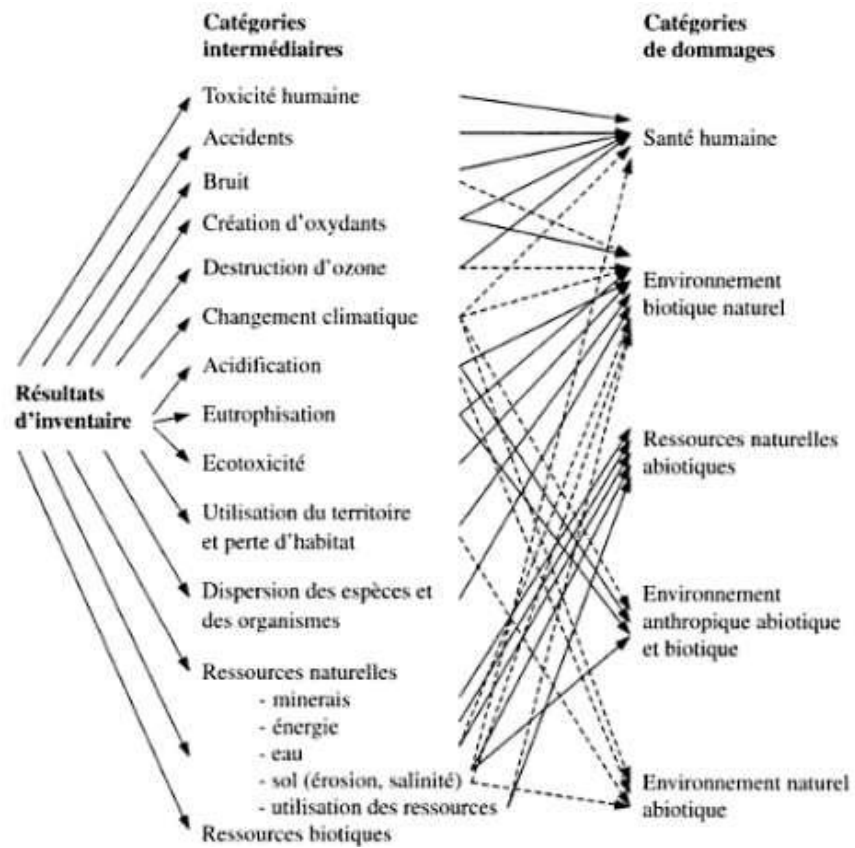 Catégories
intermédiaires
Catégories
de dommages
Toxicité humaine
Accidents
Bruit
Création d'oxydants
Destruction d'ozone
Changement climatique
Acidification
Eutrophisation
Ecotoxicité
Utilisation du territoire
et perte d'habitat
Dispersion des espèces et
des organismes
Ressources naturelles
- minerais
- énergie
- eau
- sol (érosion, salinité)
- utilisation des ressources
Ressources biotiques
Résultats
d'inventaire
Santé humaine
Environnement
biotique naturel
Ressources naturelles
abiotiques
Environnement
anthropique abiotique
et biotique
Environnement naturel
abiotique